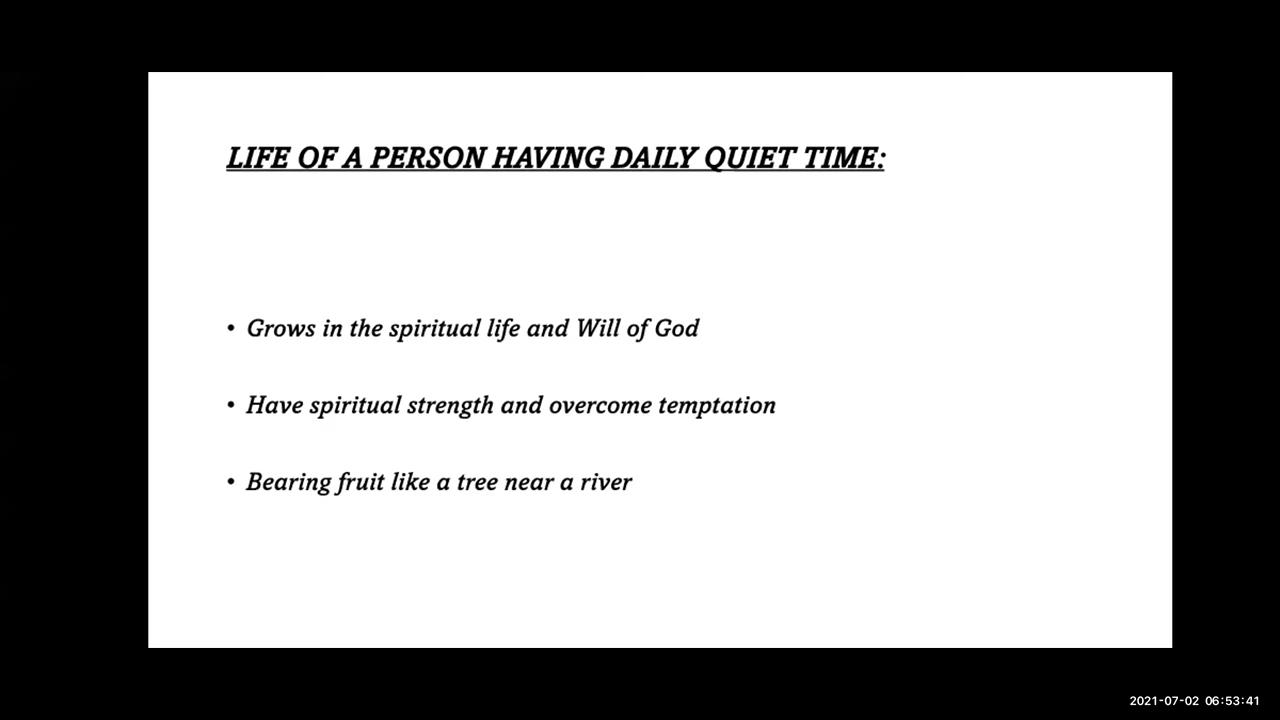 LIFE OF A PERSON HAVING DAILY QUIET TIME:
• Grows in the spiritual life and Will of God
• Have spiritual strength and overcome temptation
• Bearing fruit like a tree near a river
2021-07-02 06:53:41